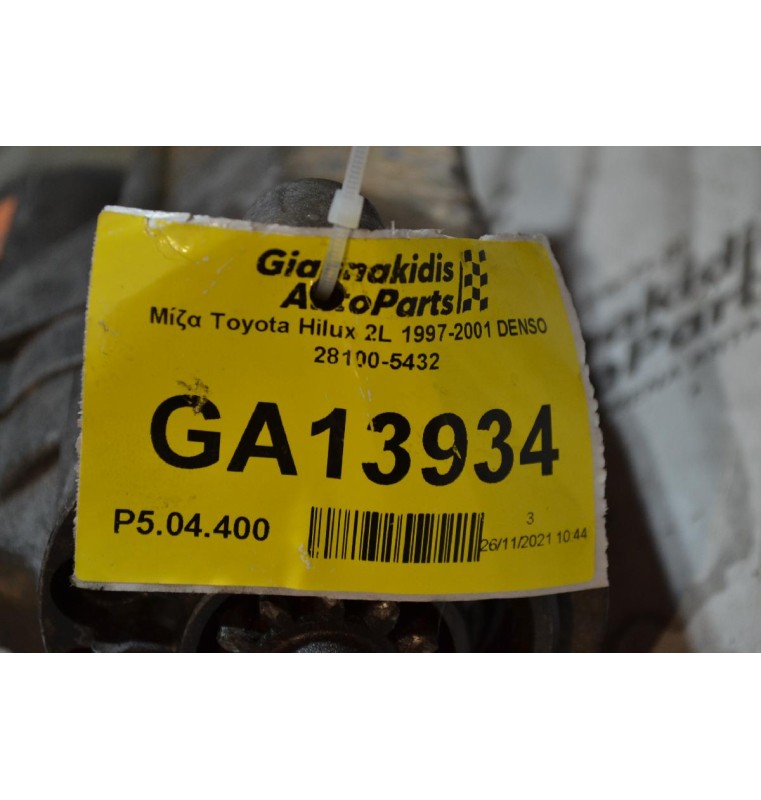 Giannakidis
AutoParts
Μίζα Toyota Hilux 2L 1997-2001 DENSO
28100-5432
GA13934
P5.04.400
3
26/11/2021 10:44